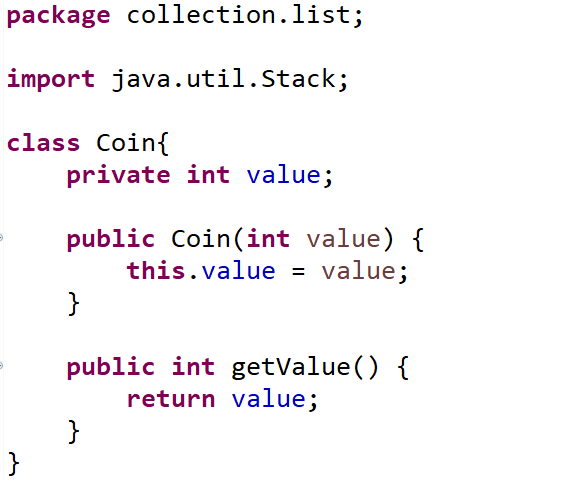 package collection.list;
import java.util.Stack;
class Coin{
    private int value;
    public Coin(int value) {
        this.value = value;
    }
    public int getValue() {
        return value;
    }
}